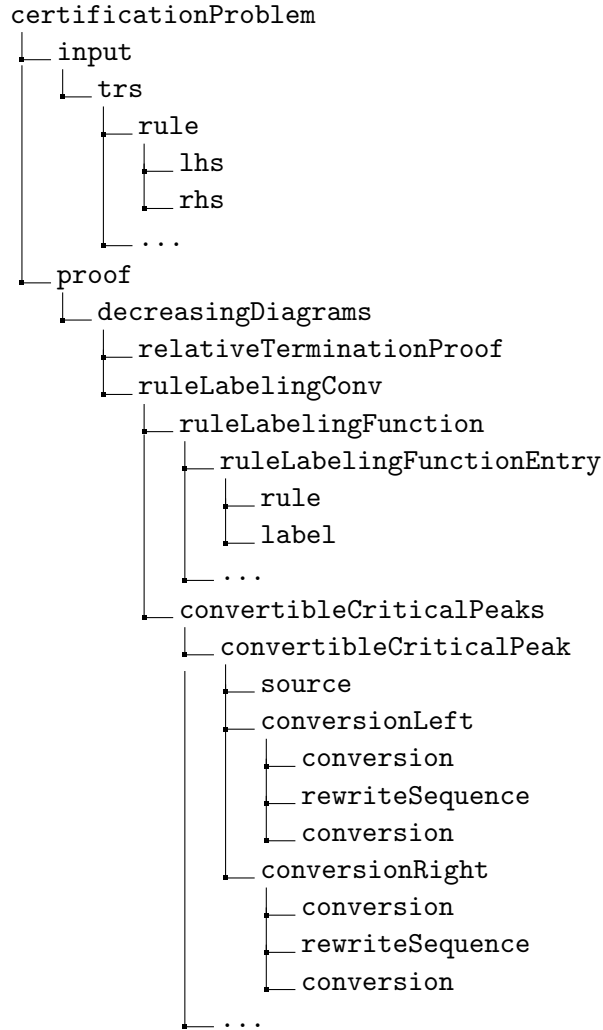 certificationProblem
input
trs
rule
lhs
rhs
...
proof
decreasingDiagrams
relativeTerminationProof
ruleLabelingConv
ruleLabelingFunction
ruleLabelingFunctionEntry
rule
label
...
convertibleCriticalPeaks
convertibleCriticalPeak
source
conversionLeft
conversion
rewriteSequence
conversion
conversionRight
conversion
rewriteSequence
conversion
...